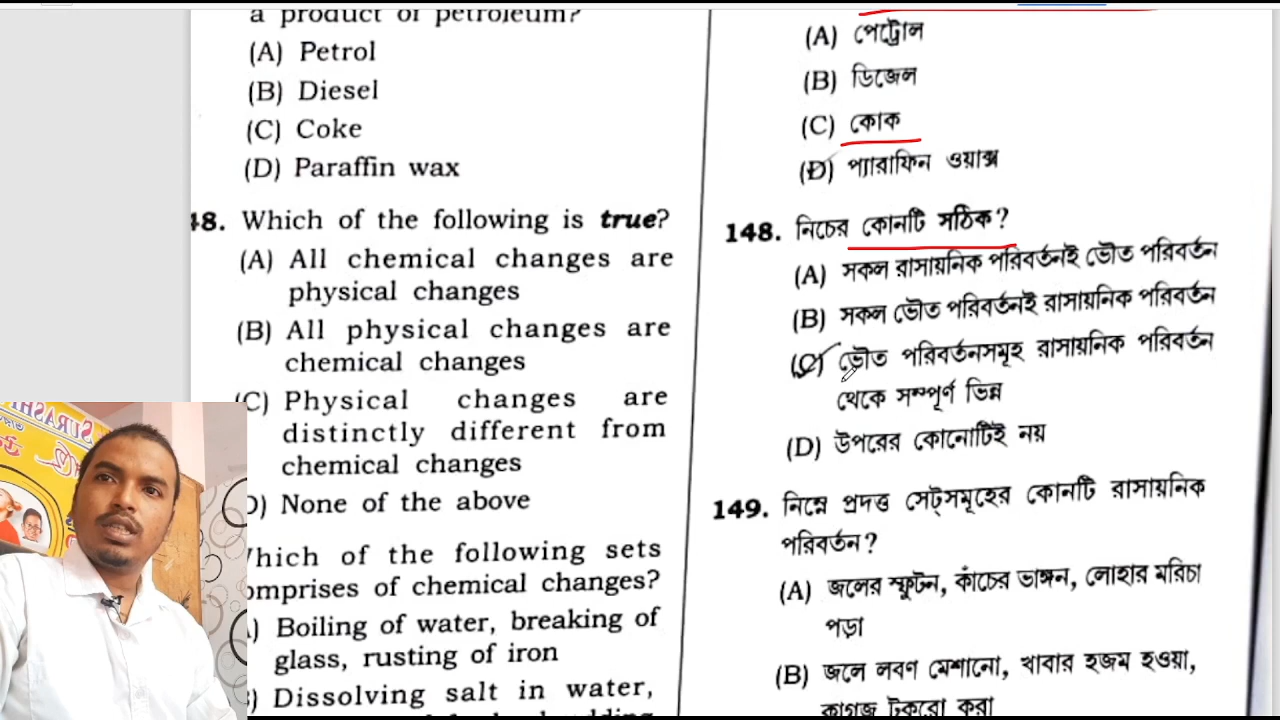 a product of petroleum?
(A) Petrol
(B) Diesel
(C) Coke
(D) Paraffin wax
48. Which of the following is true?
(A) All chemical changes are
physical changes
(B) All physical changes are
chemical changes
(C) Physical changes are
distinctly different from
chemical changes
D) None of the above
Which of the following sets
comprises of chemical changes?
) Boiling of water, breaking of
glass, rusting of iron
) Dissolving salt in water,
(A) পেট্রোল
(B) ডিজেল
(C) কোক
(D) প্যারাফিন ওয়াক্স
148. নিচের কোনটি সঠিক?
(A) সকল রাসায়নিক পরিবর্তনই ভৌত পরিবর্তন
(B) সকল ভৌত পরিবর্তনই রাসায়নিক পরিবর্তন
(C) ভৌত পরিবর্তনসমূহ রাসায়নিক পরিবর্তন
থেকে সম্পূর্ণ ভিন্ন
(D) উপরের কোনোটিই নয়
149. নিম্নে প্রদত্ত সেট্সমূহের কোনটি রাসায়নিক
পরিবর্তন?
(A) জলের স্ফুটন, কাঁচের ভাঙ্গন, লোহার মরিচা
পড়া
(B) জলে লবণ মেশানো, খাবার হজম হওয়া,
কাগজ টুকরো করা
SURASH